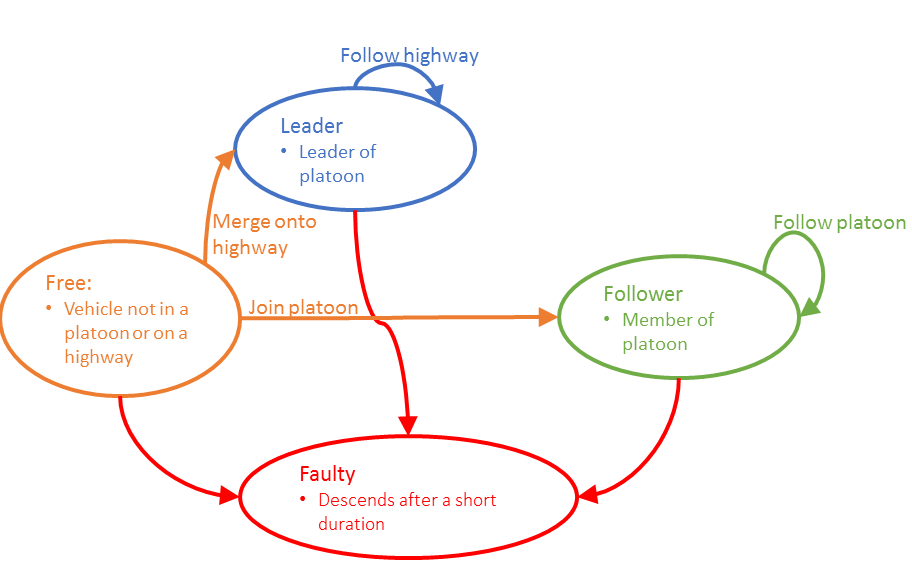 Follow highway
Leader
• Leader of
platoon
Merge onto
highway
Follow platoon
Free:
• Vehicle not in a
platoon or on a
highway
Join platoon
Follower
• Member of
platoon
Faulty
• Descends after a short
duration